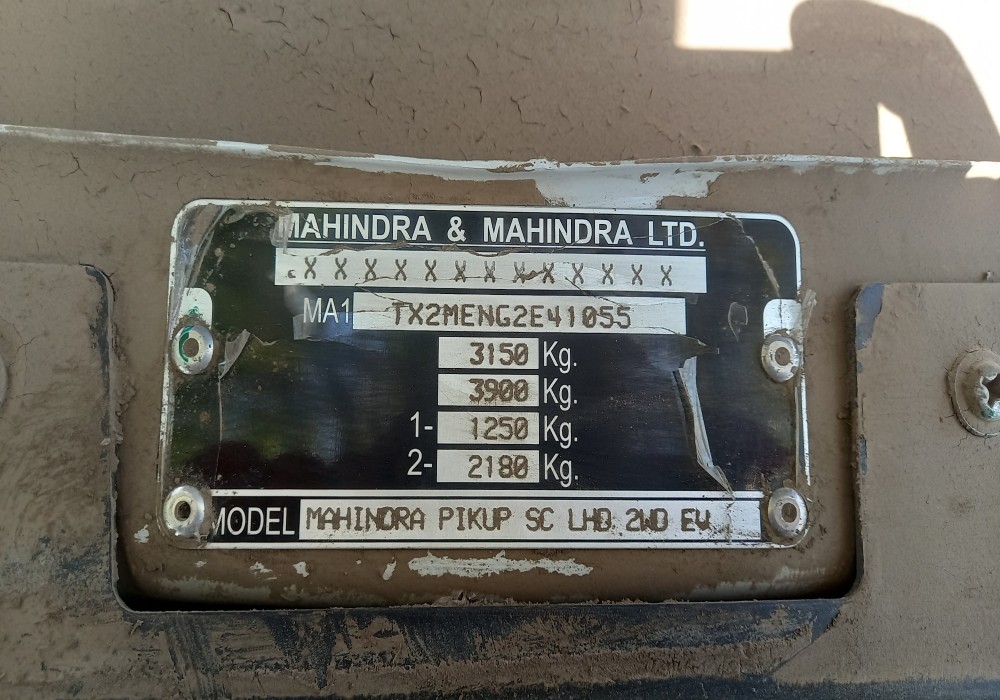 MAHINDRA & MAHINDRA LTD.
XXXXXXXXXXXXX
MA1 TX2MENG2E41055
3150 Kg.
3900 Kg.
1- 1250 Kg.
2- 2180 Kg.
MODEL MAHINDRA PIKUP SC LHD 2WD EW